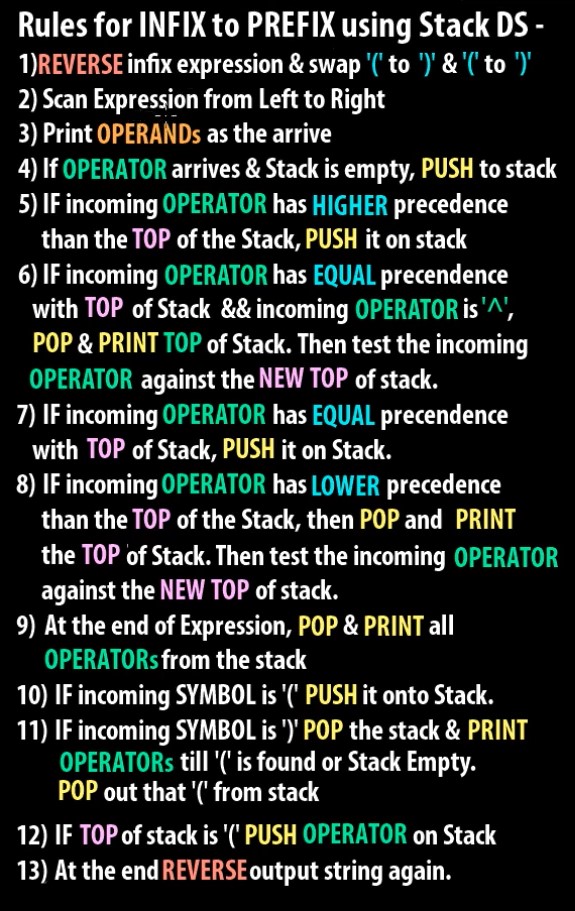 Rules for INFIX to PREFIX using Stack DS -
1)REVERSE infix expression & swap '(' to ')' & '(' to ')'
2) Scan Expression from Left to Right
3) Print OPERANDs as the arrive
4) If OPERATOR arrives & Stack is empty, PUSH to stack
5) IF incoming OPERATOR has HIGHER precedence
than the TOP of the Stack, PUSH it on stack
6) IF incoming OPERATOR has EQUAL precendence
with TOP of Stack && incoming OPERATOR is '^',
POP & PRINT TOP of Stack. Then test the incoming
OPERATOR against the NEW TOP of stack.
7) IF incoming OPERATOR has EQUAL precendence
with TOP of Stack, PUSH it on Stack.
8) IF incoming OPERATOR has LOWER precedence
than the TOP of the Stack, then POP and PRINT
the TOP of Stack. Then test the incoming OPERATOR
against the NEW TOP of stack.
9) At the end of Expression, POP & PRINT all
OPERATORs from the stack
10) IF incoming SYMBOL is '(' PUSH it onto Stack.
11) IF incoming SYMBOL is ')' POP the stack & PRINT
OPERATORs till '(' is found or Stack Empty.
POP out that '(' from stack
12) IF TOP of stack is '(' PUSH OPERATOR on Stack
13) At the end REVERSE output string again.